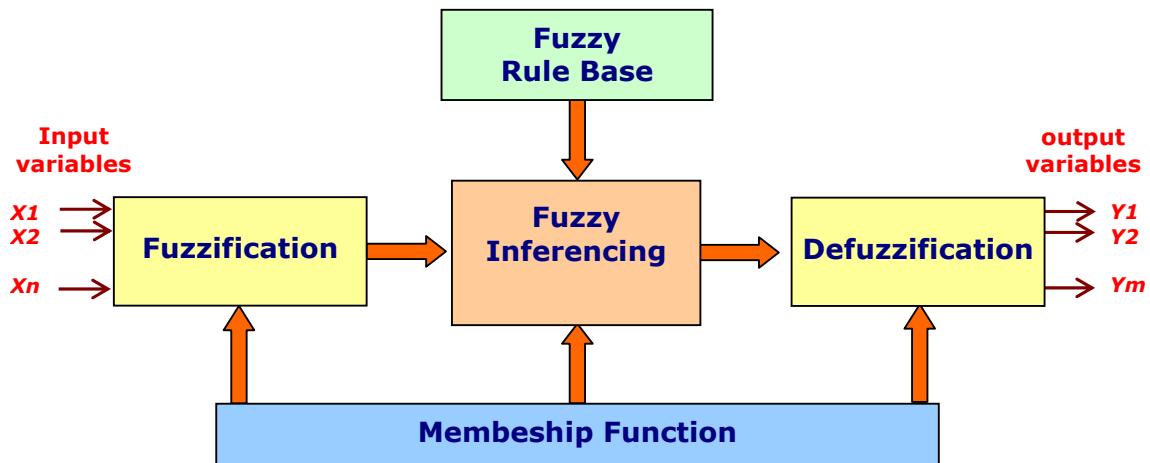 Fuzzy
Rule Base
Input
variables
output
variables
X1
X2
Xn
Fuzzification
Fuzzy
Inferencing
Defuzzification
Y1
Y2
Ym
Membeship Function